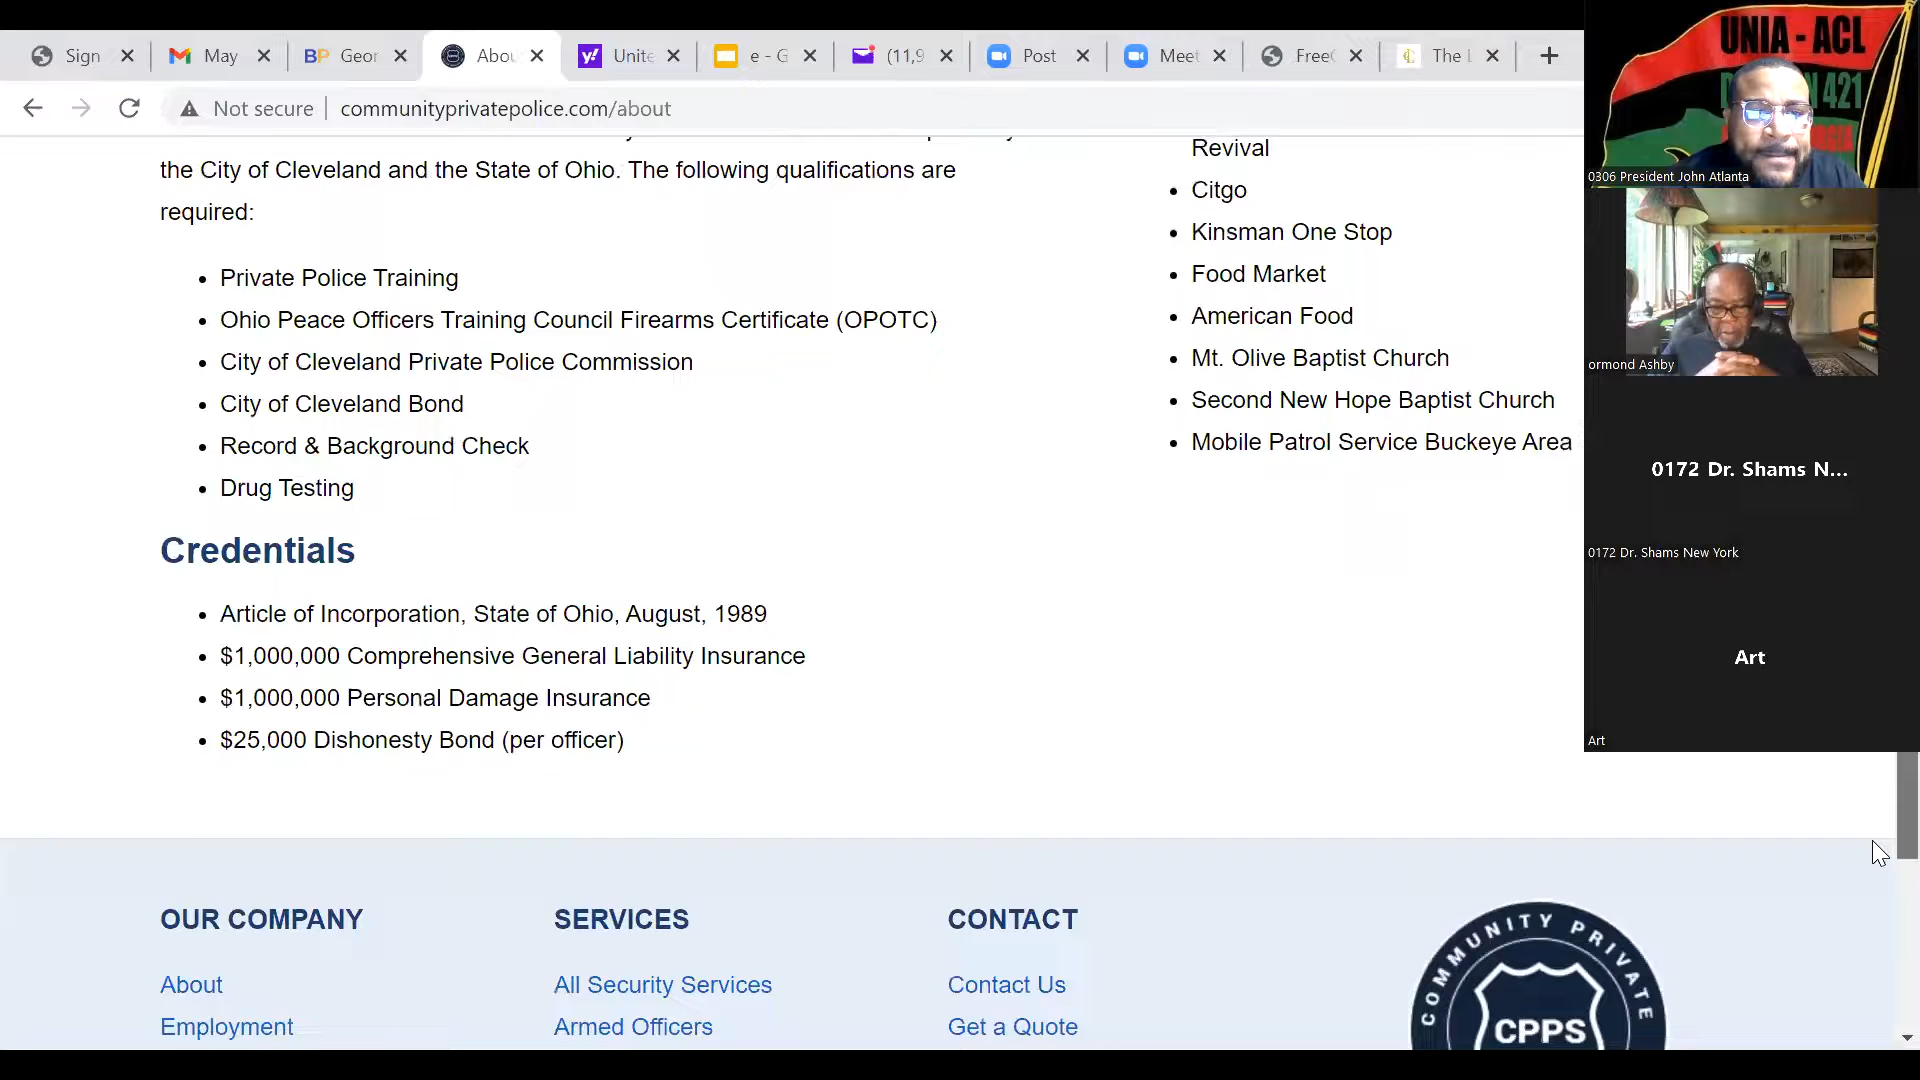 Sign
May
BP Geor
Abou
y! Unite
e - G
(11,9
Post
Meet
Free
The L
Not secure
communityprivatepolice.com/about
the City of Cleveland and the State of Ohio. The following qualifications are
required:
Private Police Training
Ohio Peace Officers Training Council Firearms Certificate (OPOTC)
City of Cleveland Private Police Commission
City of Cleveland Bond
Record & Background Check
Drug Testing
Credentials
Article of Incorporation, State of Ohio, August, 1989
$1,000,000 Comprehensive General Liability Insurance
$1,000,000 Personal Damage Insurance
$25,000 Dishonesty Bond (per officer)
Revival
Citgo
Kinsman One Stop
Food Market
American Food
Mt. Olive Baptist Church
Second New Hope Baptist Church
Mobile Patrol Service Buckeye Area
OUR COMPANY
About
Employment
SERVICES
All Security Services
Armed Officers
CONTACT
Contact Us
Get a Quote
COMMUNITY PRIVATE
CPPS
UNIA - ACL
421
0306 President John Atlanta
ormond Ashby
0172 Dr. Shams N...
0172 Dr. Shams New York
Art
Art